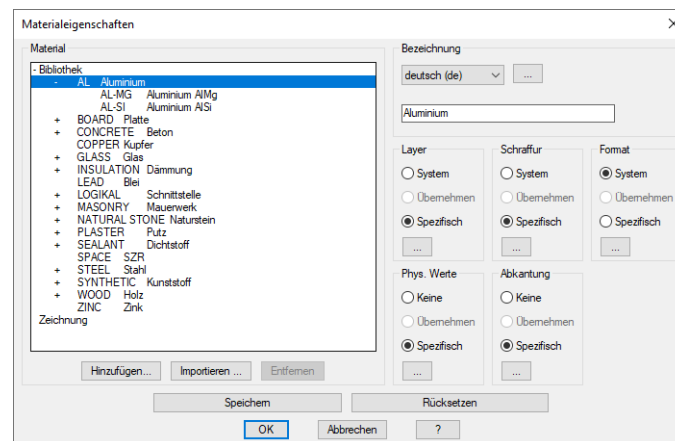 Materialeigenschaften
Material
- Bibliothek
- AL Aluminium
AL-MG Aluminium AlMg
AL-SI Aluminium AlSi
+ BOARD Platte
+ CONCRETE Beton
COPPER Kupfer
+ GLASS Glas
+ INSULATION Dämmung
LEAD Blei
+ LOGIKAL Schnittstelle
+ MASONRY Mauerwerk
+ NATURAL STONE Naturstein
+ PLASTER Putz
+ SEALANT Dichtstoff
SPACE SZR
+ STEEL Stahl
+ SYNTHETIC Kunststoff
+ WOOD Holz
ZINC Zink
Zeichnung
Hinzufügen... Importieren ... Entfernen
Bezeichnung
deutsch (de) ...
Aluminium
Layer
System
Übernehmen
Spezifisch
...
Schraffur
System
Übernehmen
Spezifisch
...
Format
System
Übernehmen
Spezifisch
...
Phys. Werte
Keine
Übernehmen
Spezifisch
...
Abkantung
Keine
Übernehmen
Spezifisch
...
Speichern Rücksetzen
OK Abbrechen ?